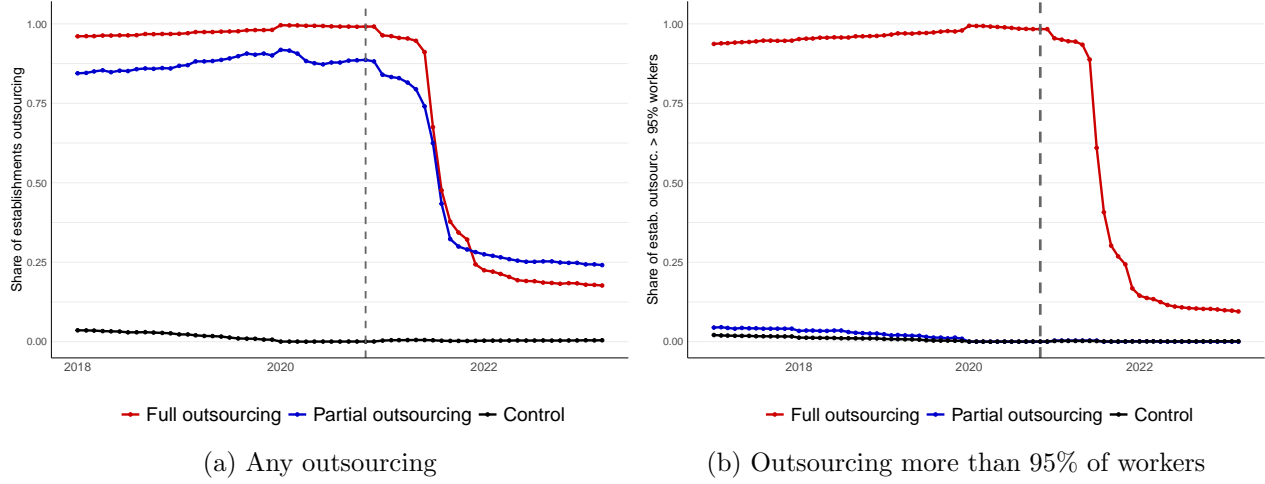 Share of establishments outsourcing
1.00
0.75
0.50
0.25
0.00
2018
2020
2022
Full outsourcing
Partial outsourcing
Control
(a) Any outsourcing
Share of estab. outsourc. > 95% workers
1.00
0.75
0.50
0.25
0.00
2018
2020
2022
Full outsourcing
Partial outsourcing
Control
(b) Outsourcing more than 95% of workers